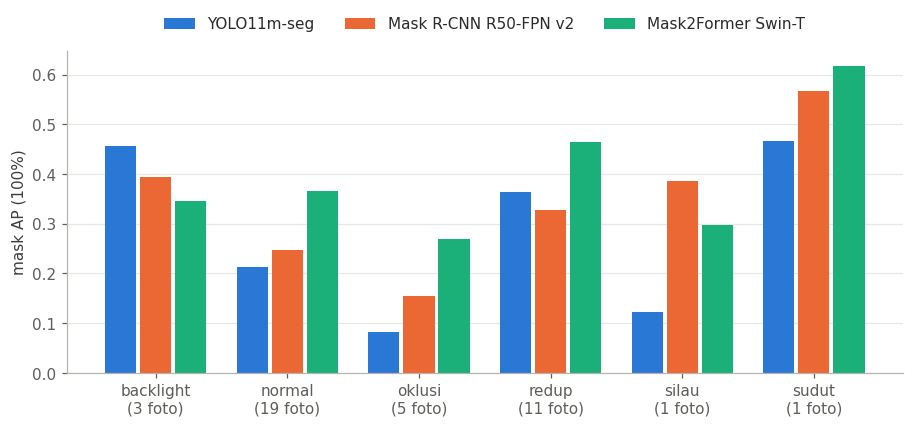 YOLO11m-seg Mask R-CNN R50-FPN v2 Mask2Former Swin-T
mask AP (100%)
0.6
0.5
0.4
0.3
0.2
0.1
0.0
backlight normal oklusi redup silau sudut
(3 foto) (19 foto) (5 foto) (11 foto) (1 foto) (1 foto)